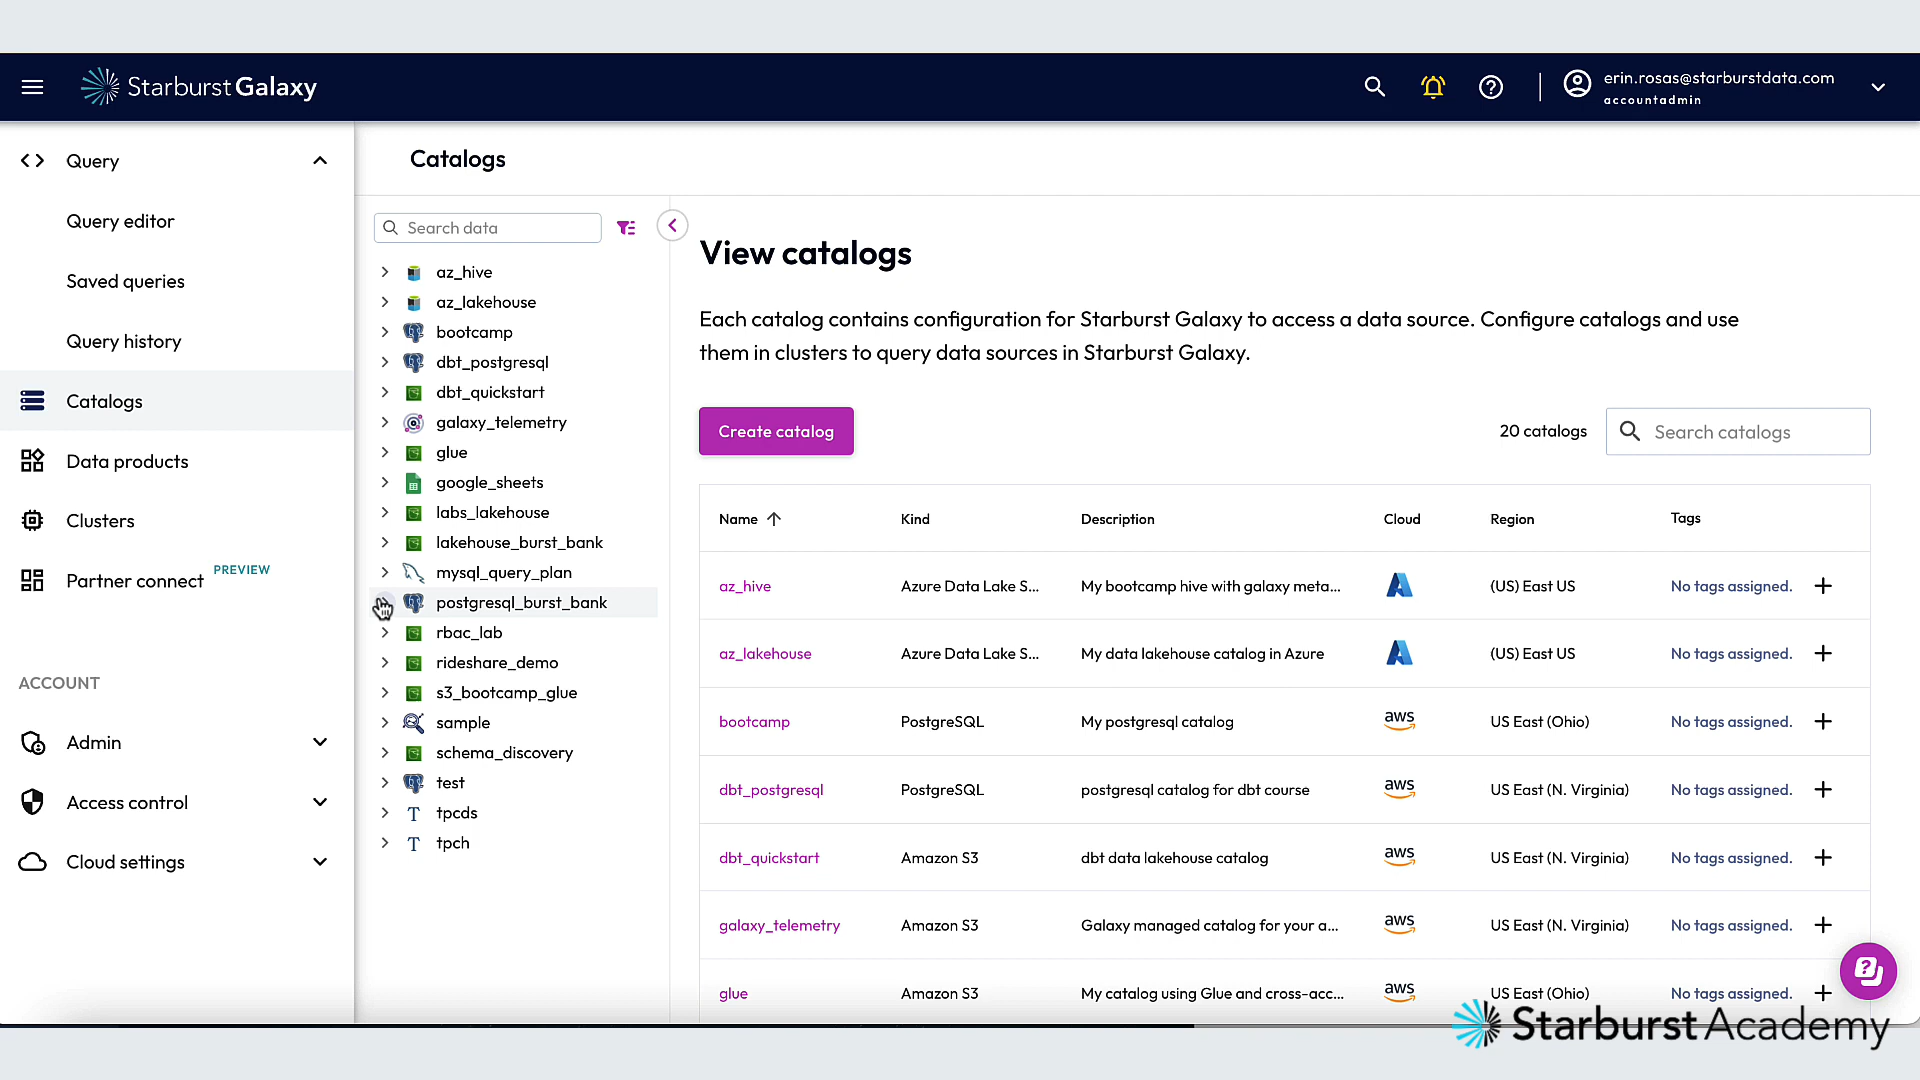 Starburst Galaxy
erin.rosas@starburstdata.com
accountadmin
Query
Query editor
Saved queries
Query history
Catalogs
Data products
Clusters
Partner connect PREVIEW
ACCOUNT
Admin
Access control
Cloud settings
Catalogs
Search data
az_hive
az_lakehouse
bootcamp
dbt_postgresql
dbt_quickstart
galaxy_telemetry
glue
google_sheets
labs_lakehouse
lakehouse_burst_bank
mysql_query_plan
postgresql_burst_bank
rbac_lab
rideshare_demo
s3_bootcamp_glue
sample
schema_discovery
test
T tpcds
T tpch
View catalogs
Each catalog contains configuration for Starburst Galaxy to access a data source. Configure catalogs and use
them in clusters to query data sources in Starburst Galaxy.
Create catalog
20 catalogs
Search catalogs
Name Kind Description Cloud Region Tags
az_hive Azure Data Lake S... My bootcamp hive with galaxy meta... (US) East US No tags assigned.
az_lakehouse Azure Data Lake S... My data lakehouse catalog in Azure (US) East US No tags assigned.
bootcamp PostgreSQL My postgresql catalog aws US East (Ohio) No tags assigned.
dbt_postgresql PostgreSQL postgresql catalog for dbt course aws US East (N. Virginia) No tags assigned.
dbt_quickstart Amazon S3 dbt data lakehouse catalog aws US East (N. Virginia) No tags assigned.
galaxy_telemetry Amazon S3 Galaxy managed catalog for your a... aws US East (N. Virginia) No tags assigned.
glue Amazon S3 My catalog using Glue and cross-acc... aws US East (Ohio) No tags assigned.
Starburst Academy